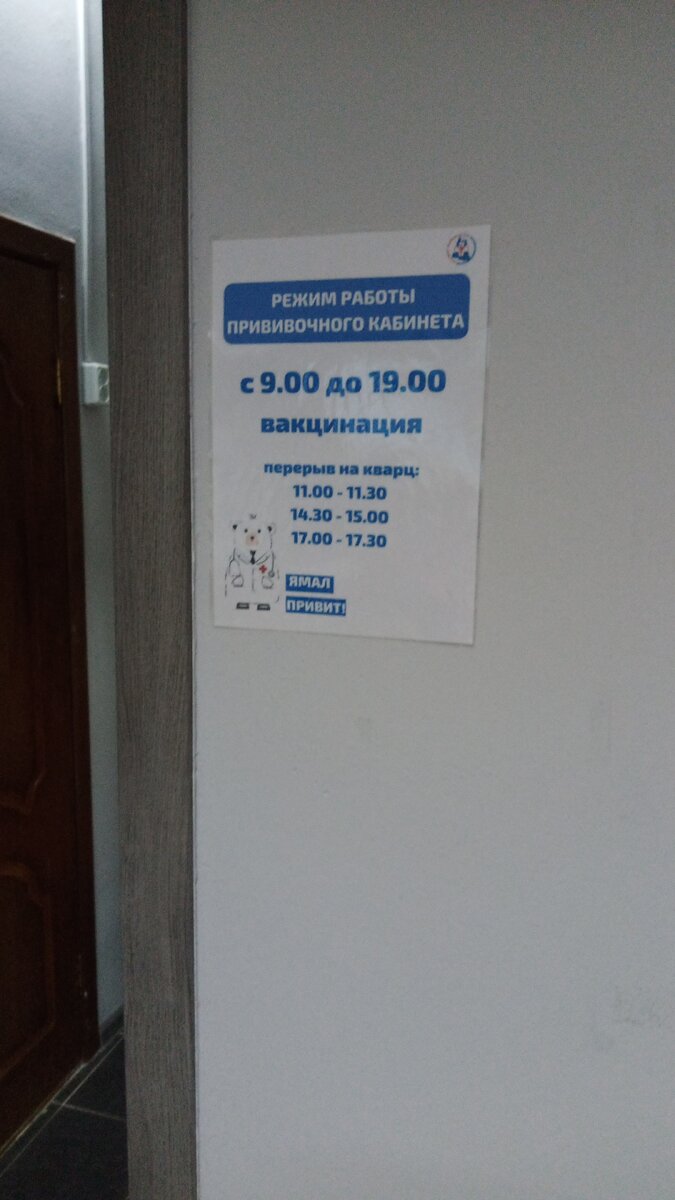 РЕЖИМ РАБОТЫ
ПРИВИВОЧНОГО КАБИНЕТА
с 9.00 до 19.00
вакцинация
перерыв на кварц:
11.00 - 11.30
14.30 - 15.00
17.00 - 17.30
ЯМАЛ
ПРИВИТ!